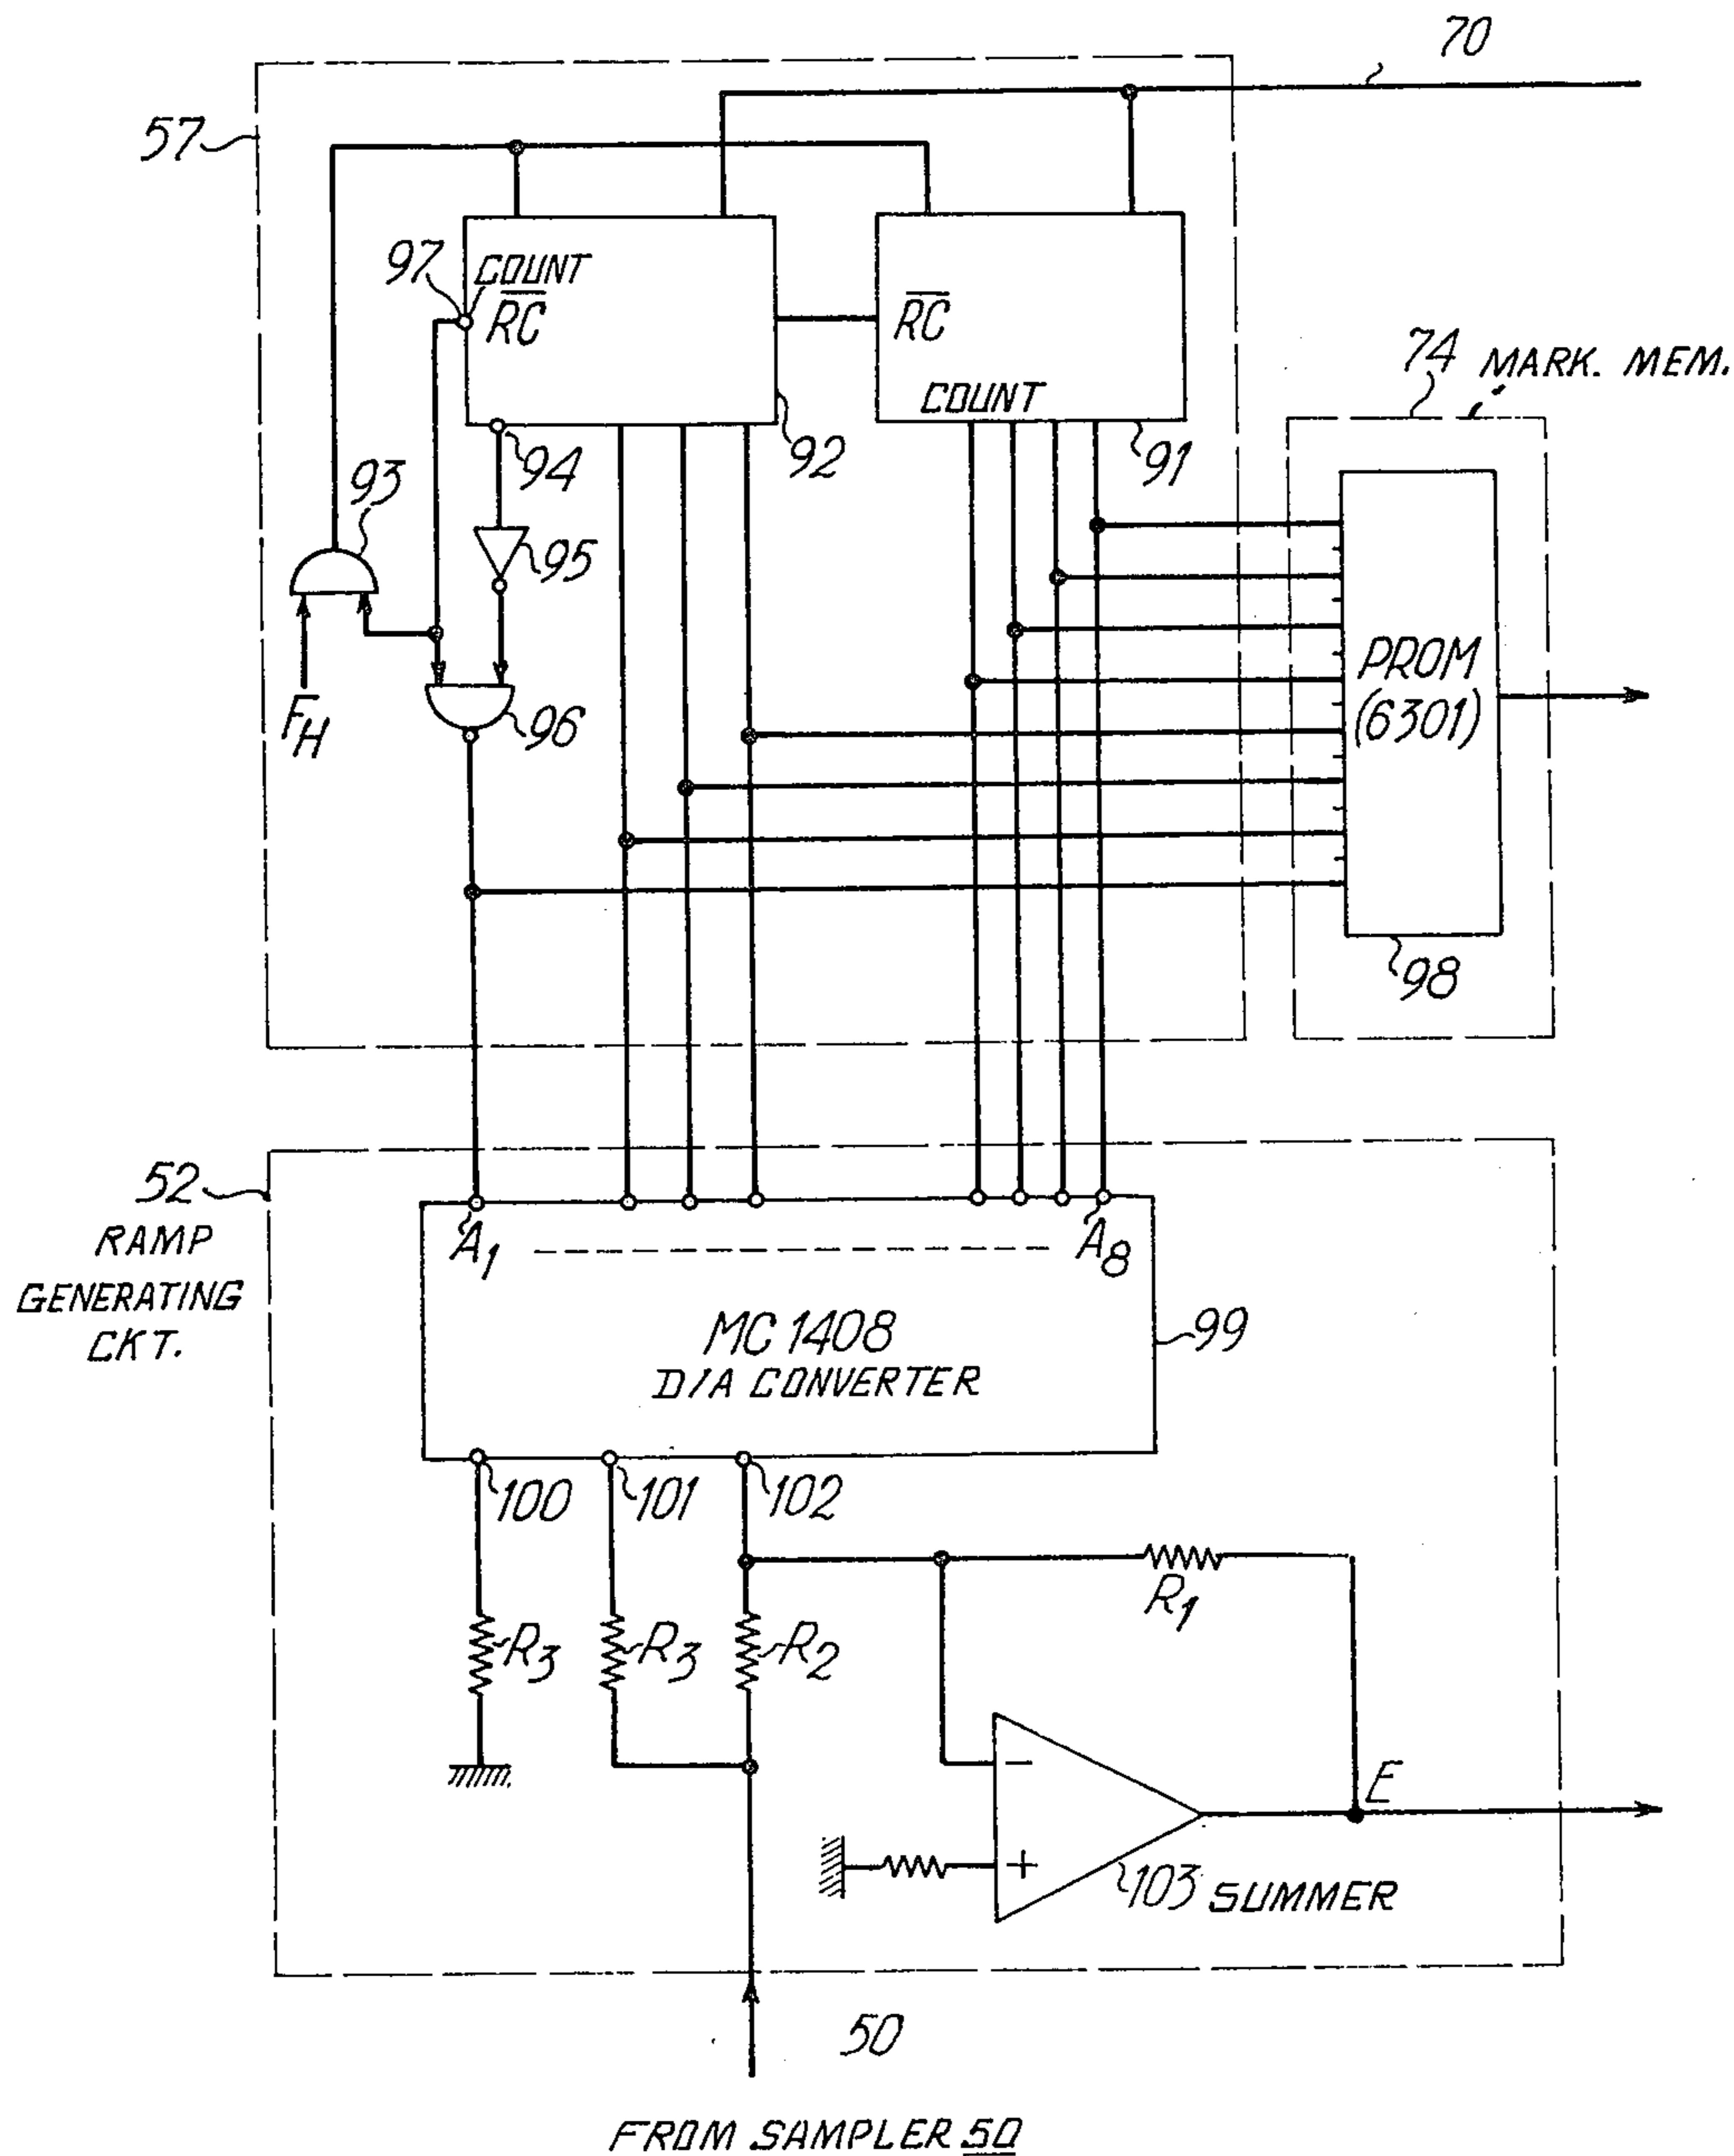 70
57
97
COUNT
RC
RC
COUNT
74 MARK. MEM.
92
91
94
93
95
PROM
(6301)
FH
96
98
52
RAMP
GENERATING
CKT.
A1
A8
MC 1408
D/A CONVERTER
99
100
101
102
R1
R3
R3
R2
E
-
+
103 SUMMER
50
FROM SAMPLER 50